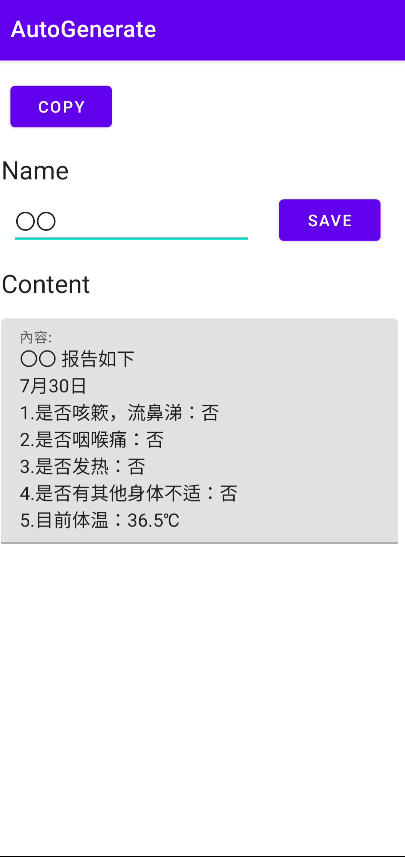 AutoGenerate
COPY
Name
〇〇
SAVE
Content
內容:
〇〇 报告如下
7月30日
1.是否咳簌，流鼻涕：否
2.是否咽喉痛：否
3.是否发热：否
4.是否有其他身体不适：否
5.目前体温：36.5℃